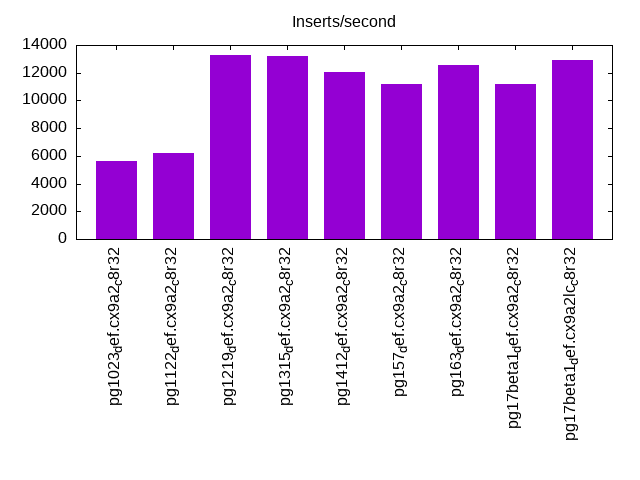 Inserts/second
14000
12000
10000
8000
6000
4000
2000
0
pg1023def.cx9a2c8r32
pg1122def.cx9a2c8r32
pg1219def.cx9a2c8r32
pg1315def.cx9a2c8r32
pg1412def.cx9a2c8r32
pg157def.cx9a2c8r32
pg163def.cx9a2c8r32
pg17beta1def.cx9a2c8r32
pg17beta1def.cx9a2lcc8r32